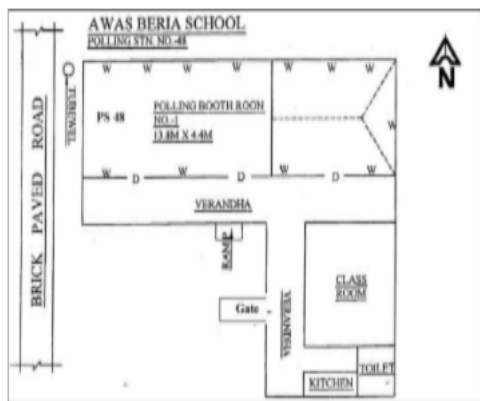 AWAS BERIA SCHOOL
POLLING STN. NO.-48
N
W W W W W W W
TUBEWELL
PS 48
POLLING BOOTH ROON
NO.-1
13.8M X 4.4M
W
W W W W
D D D
BRICK PAVED ROAD
VERANDHA
RAMP
CLASS
ROOM
Gate
VERANDHA
TOILET
KITCHEN